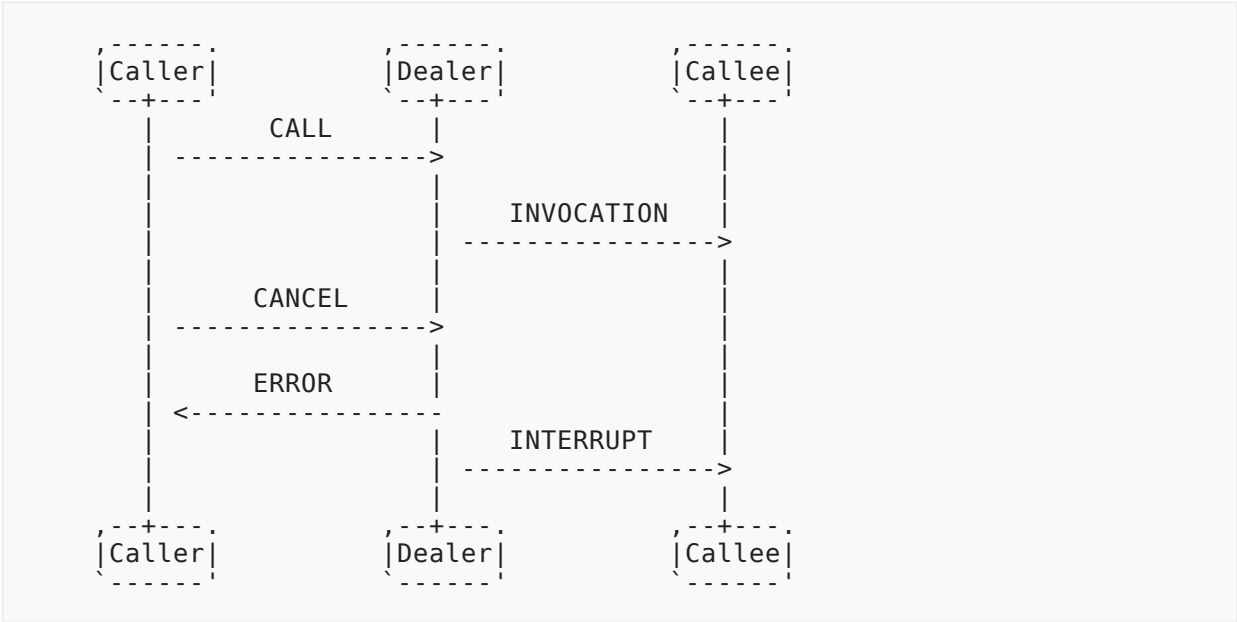 ,------.          ,------.          ,------.
|Caller|          |Dealer|          |Callee|
`--+---'          `--+---'          `--+---'
   |       CALL      |                 |
   | ---------------->                 |
   |                 |                 |
   |                 |    INVOCATION   |
   |                 | ---------------->
   |                 |                 |
   |      CANCEL     |                 |
   | ---------------->                 |
   |                 |                 |
   |      ERROR      |                 |
   | <----------------                 |
   |                 |    INTERRUPT    |
   |                 | ---------------->
   |                 |                 |
,--+---.          ,--+---.          ,--+---.
|Caller|          |Dealer|          |Callee|
`------'          `------'          `------'